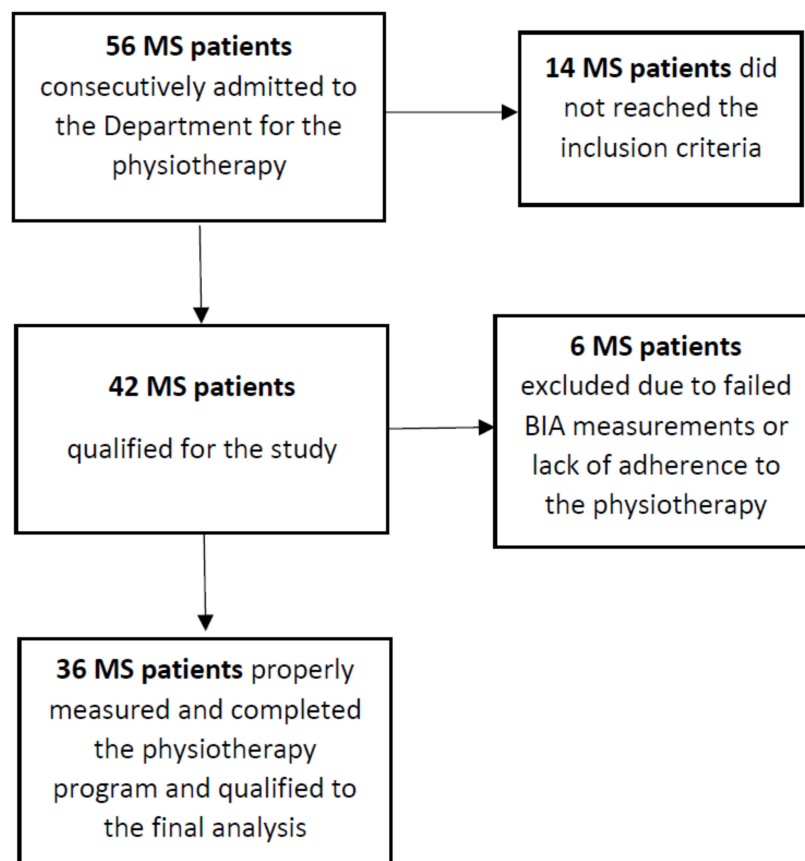 56 MS patients
consecutively admitted to
the Department for the
physiotherapy
14 MS patients did
not reached the
inclusion criteria
42 MS patients
qualified for the study
6 MS patients
excluded due to failed
BIA measurements or
lack of adherence to
the physiotherapy
36 MS patients properly
measured and completed
the physiotherapy
program and qualified to
the final analysis